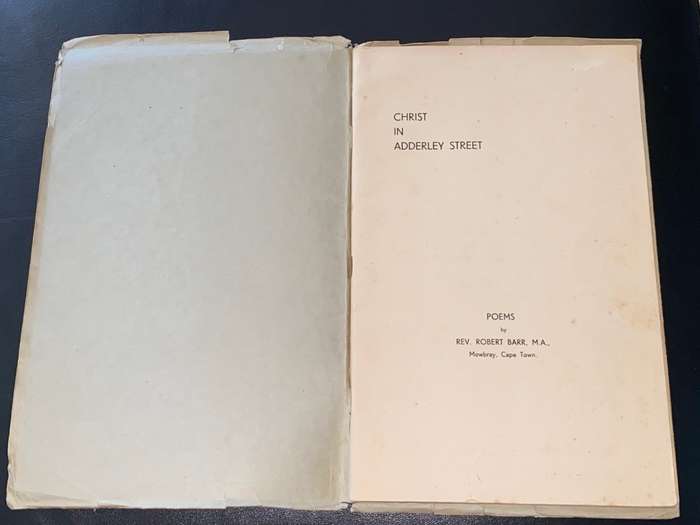 CHRIST
IN
ADDERLEY STREET
POEMS
by
REV. ROBERT BARR, M.A.,
Mowbray, Cape Town.